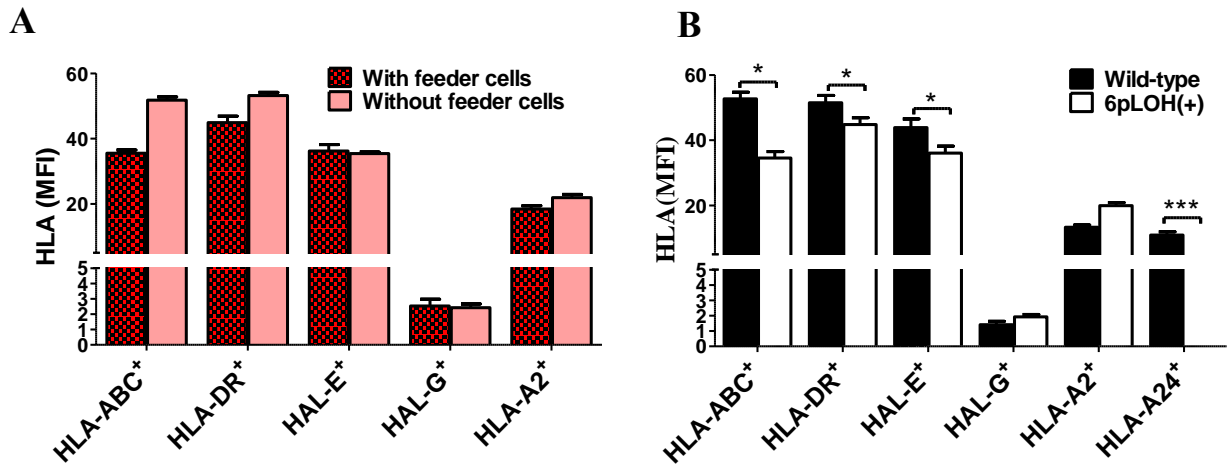 A
HLA (MFI)
60
40
20
5
4
3
2
1
0
With feeder cells
Without feeder cells
HLA-ABC+
HLA-DR+
HAL-E+
HAL-G+
HLA-A2+
B
HLA(MFI)
60
40
20
5
4
3
2
1
0
*
*
*
***
Wild-type
6pLOH(+)
HLA-ABC+
HLA-DR+
HAL-E+
HAL-G+
HLA-A2+
HLA-A24+